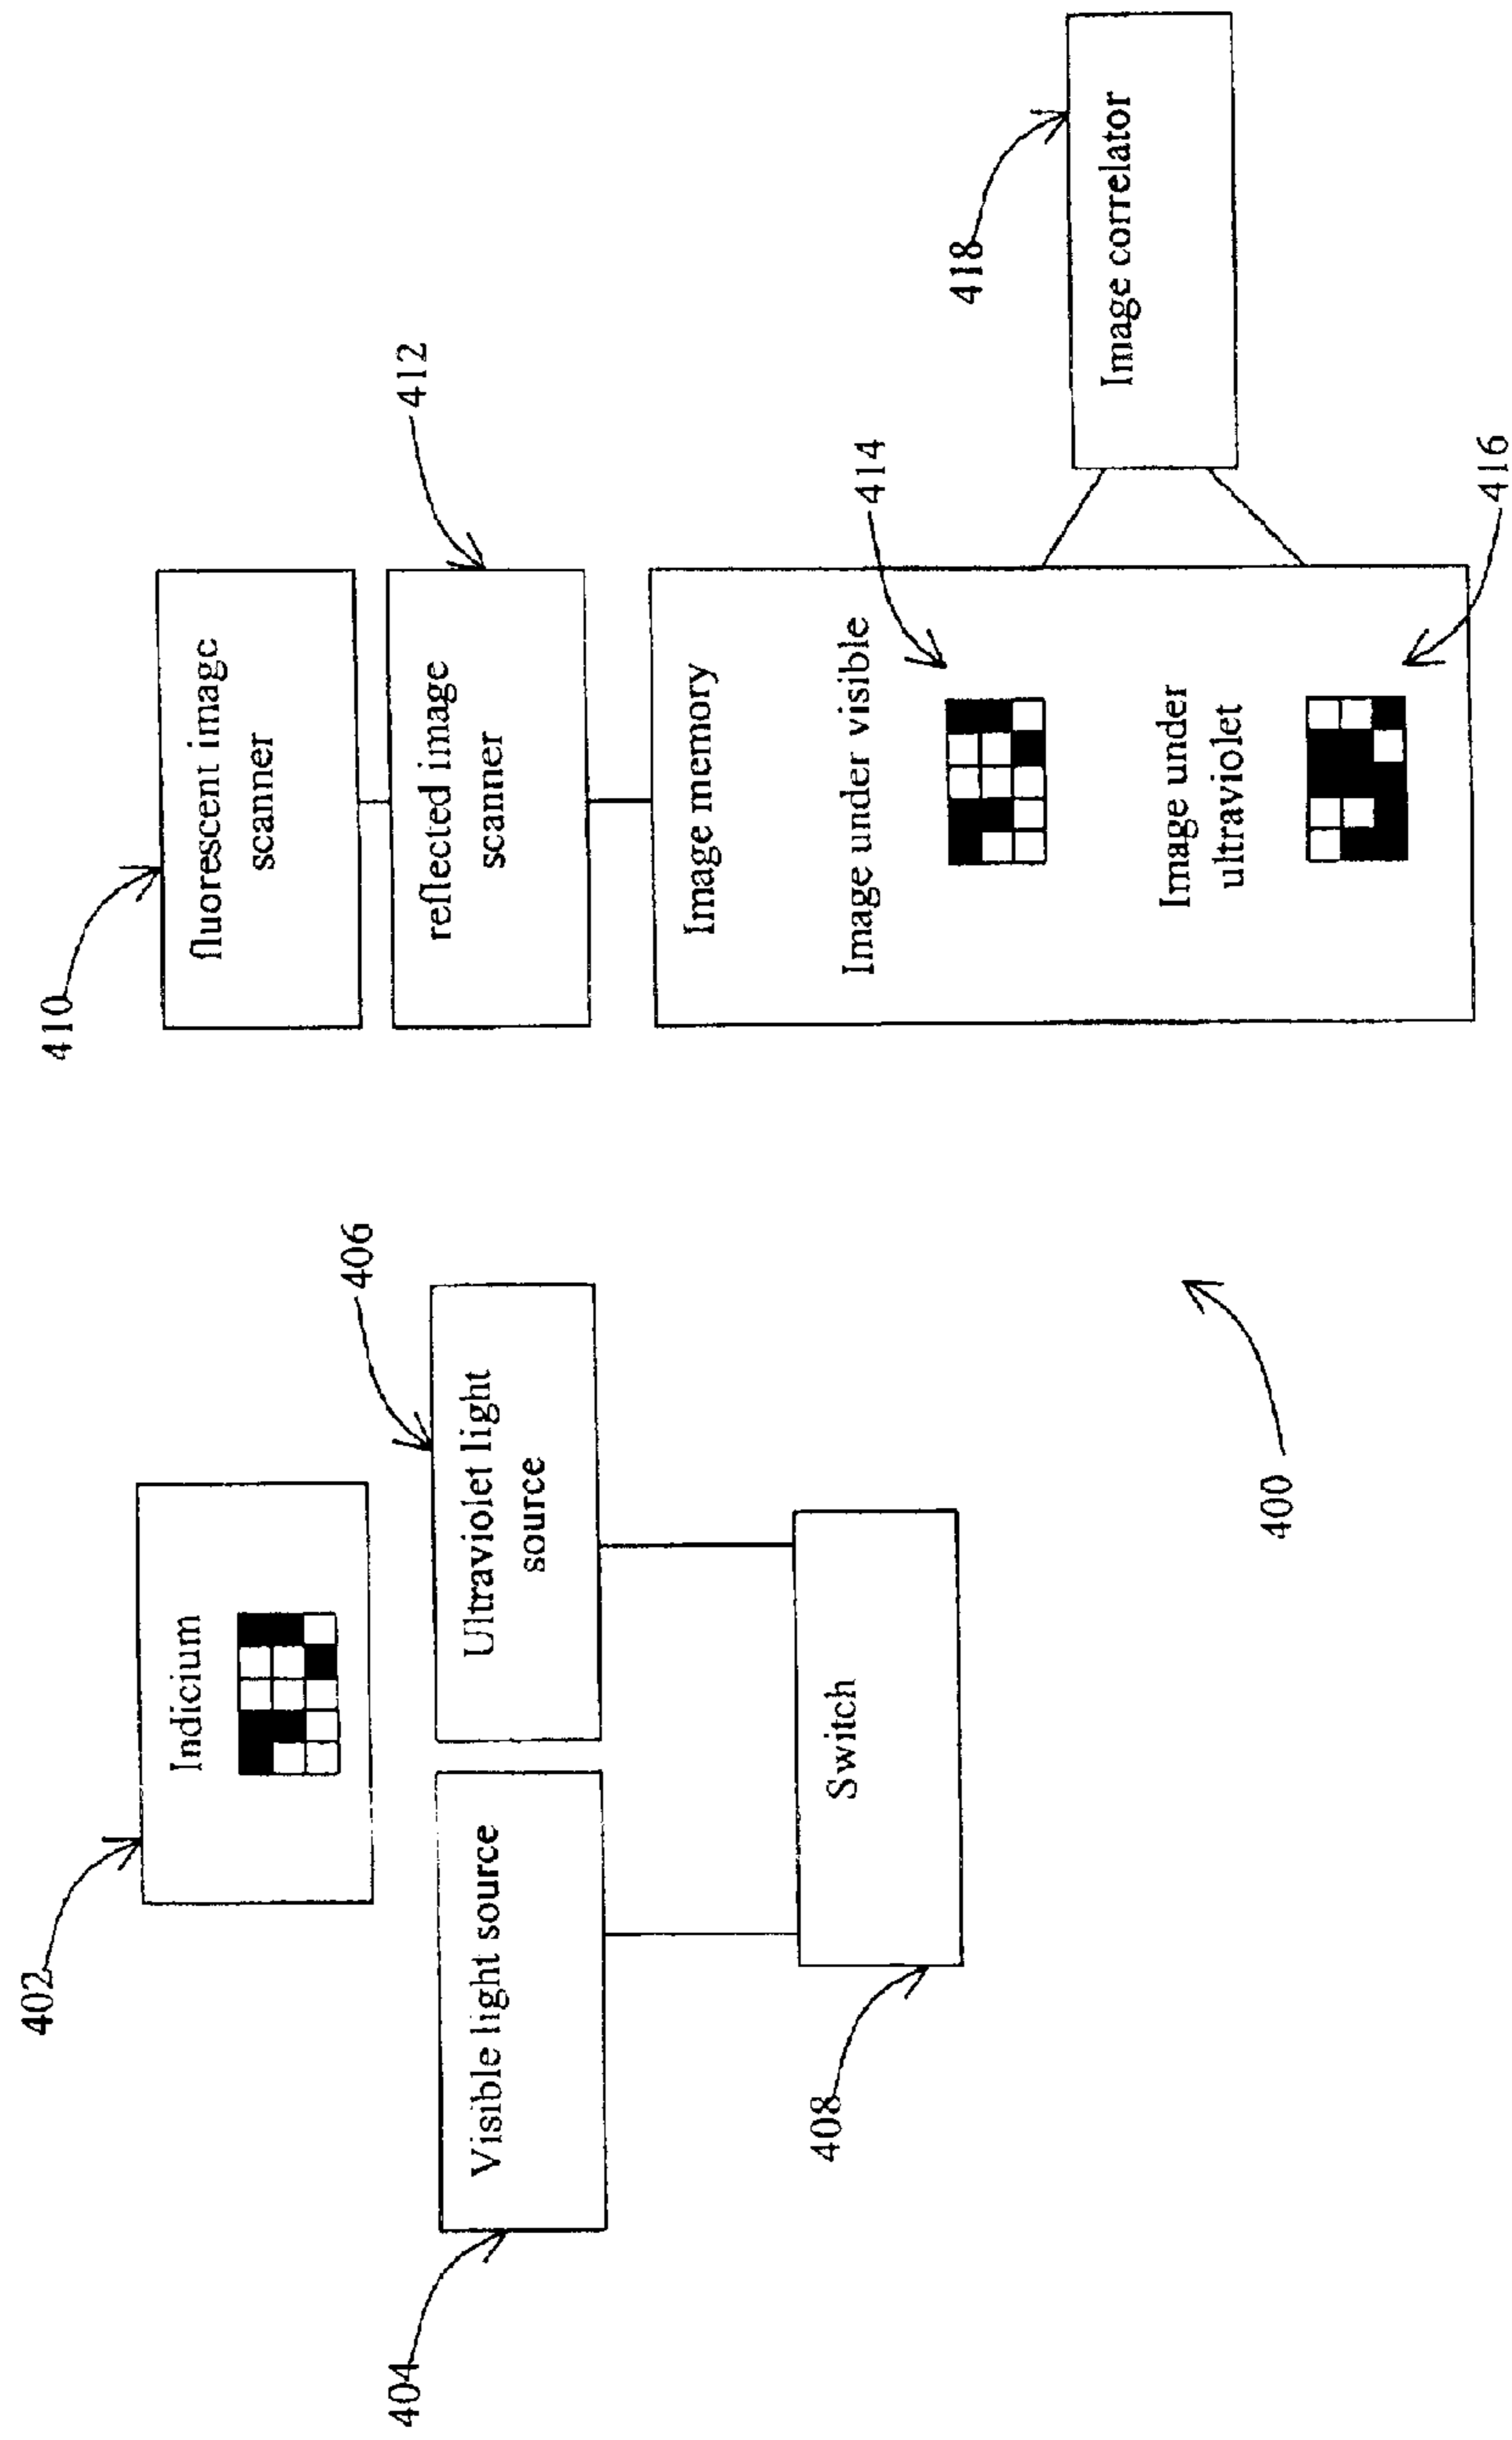 402
Indicium
404
Visible light source
406
Ultraviolet light
source
408
Switch
400
410
fluorescent image
scanner
412
reflected image
scanner
Image memory
Image under visible
414
Image under
ultraviolet
416
418
Image correlator